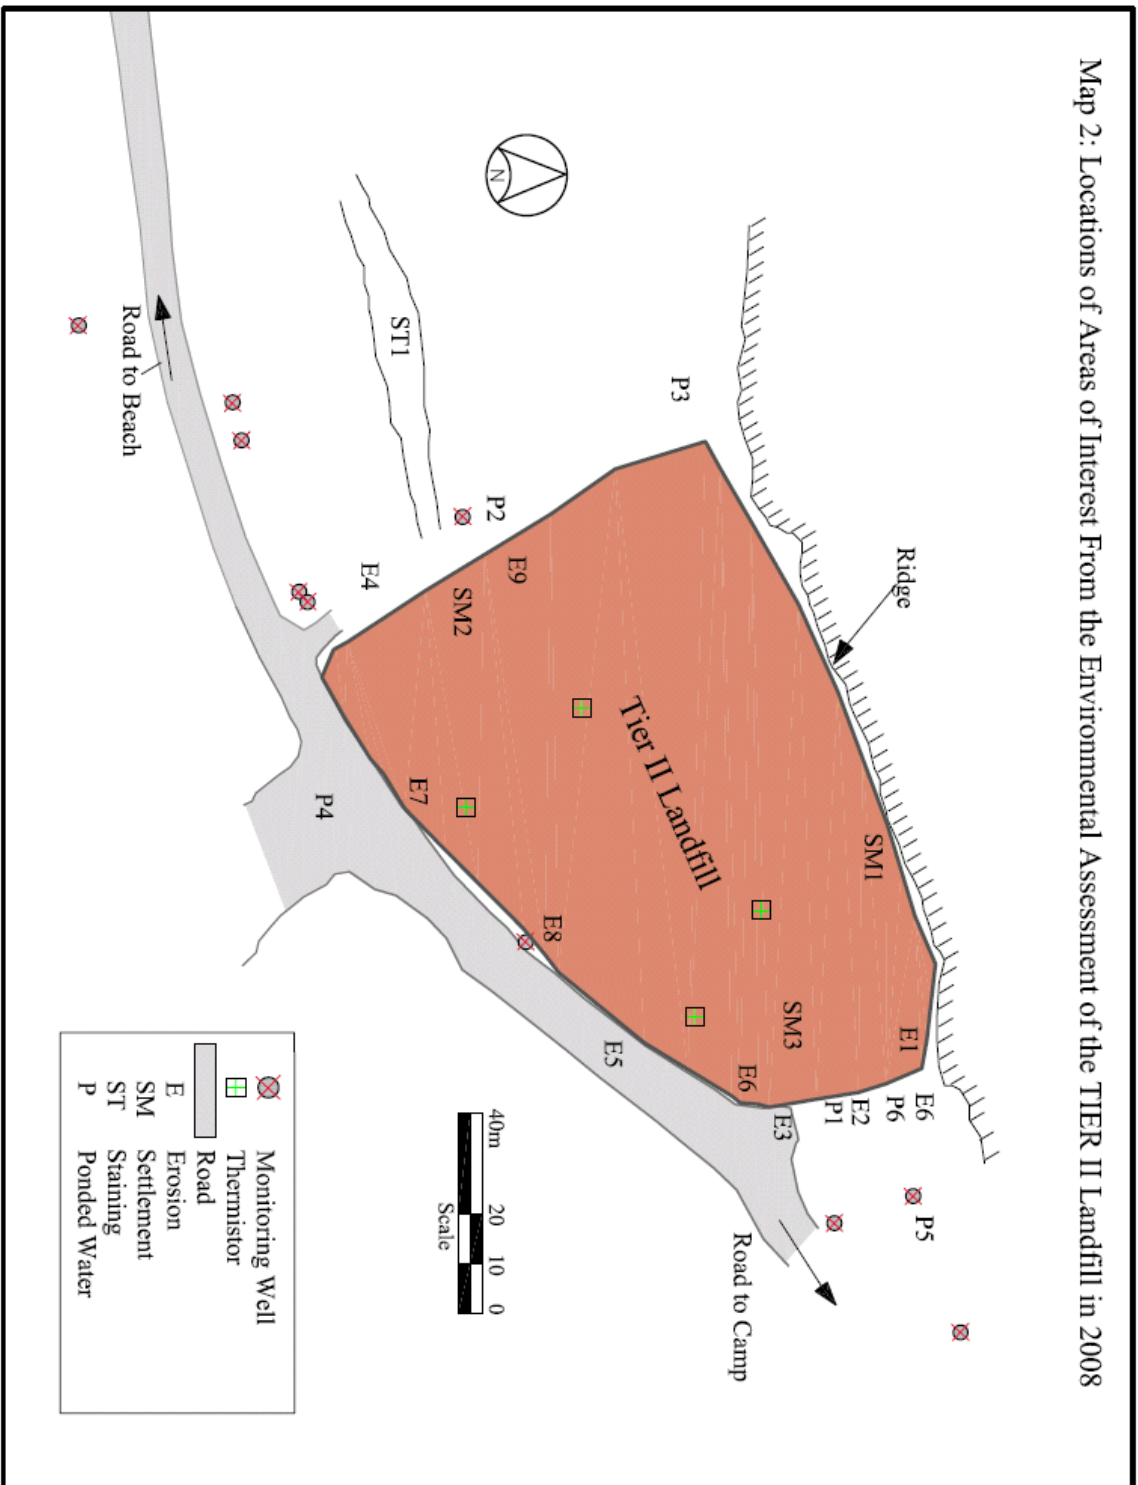 Map 2: Locations of Areas of Interest From the Environmental Assessment of the TIER II Landfill in 2008
Ridge
P3
SM1
E1
E6
P6
E2
P1
P5
SM3
E6
E3
Tier II Landfill
N
ST1
P2
E9
SM2
E4
E7
E8
E5
P4
Road to Beach
Road to Camp
40m 20 10 0
Scale
Monitoring Well
Thermistor
Road
E Erosion
SM Settlement
ST Staining
P Ponded Water